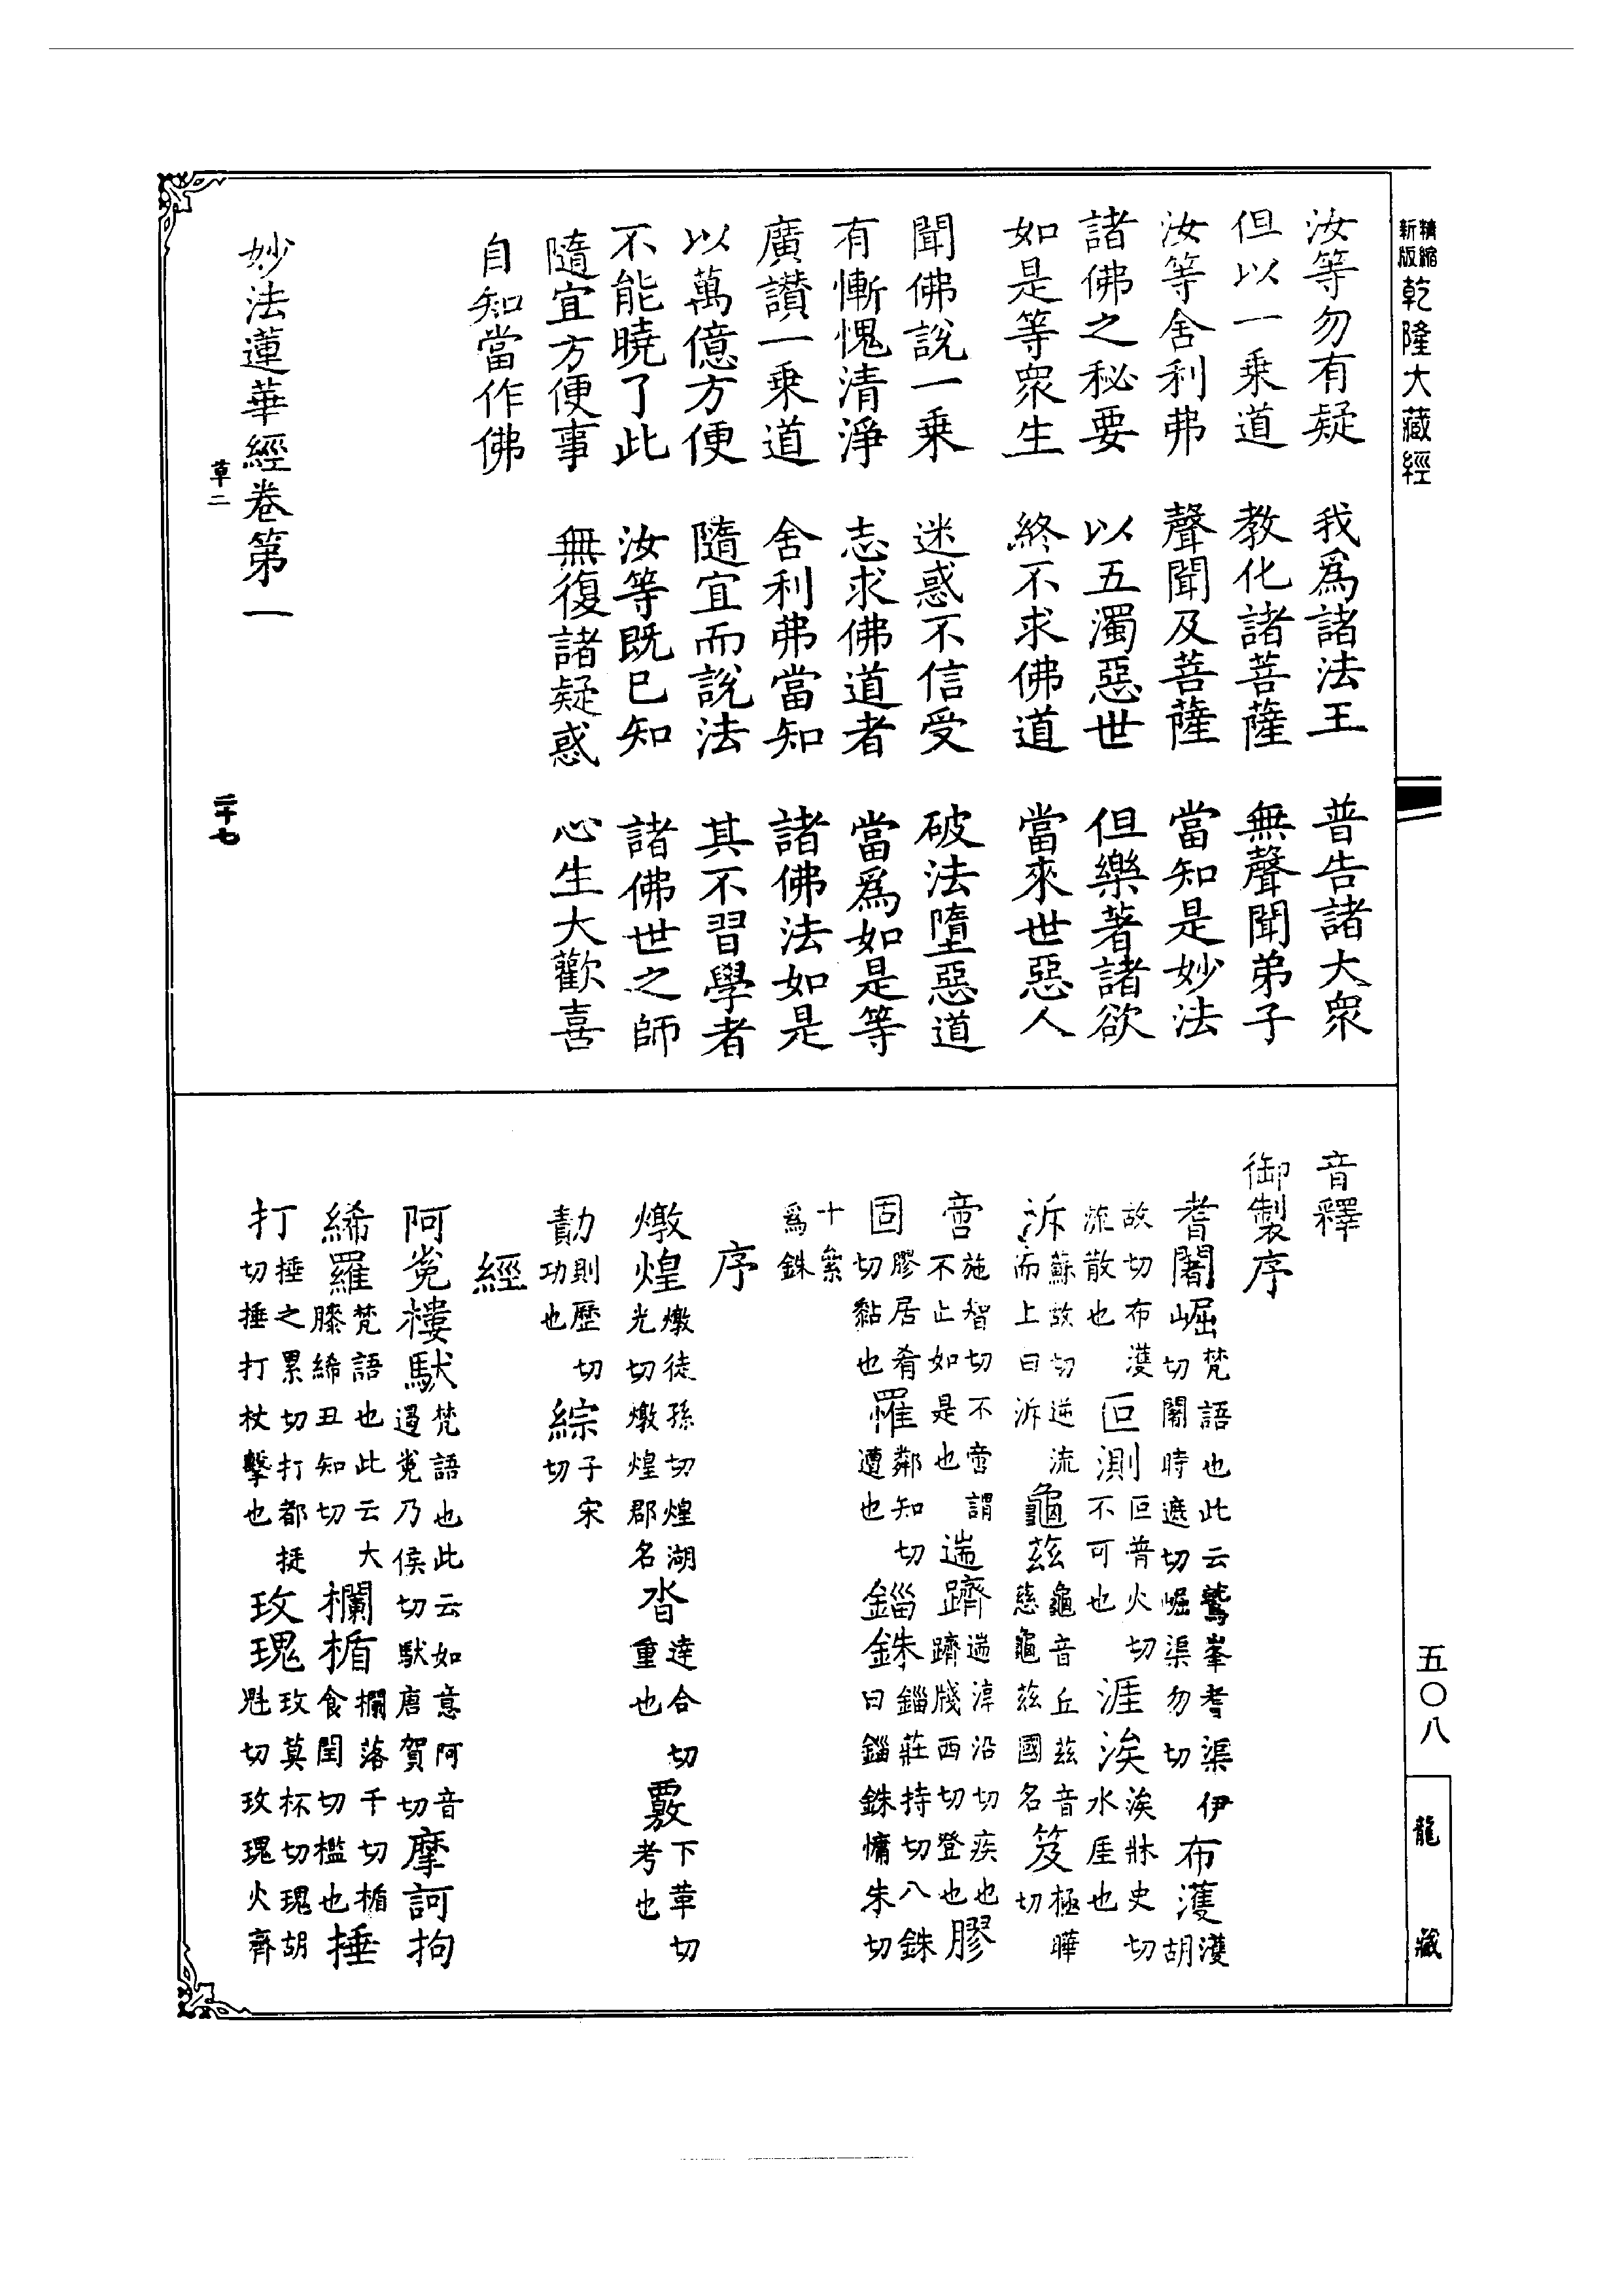 精縮新版乾隆大藏經
汝等勿有疑 我爲諸法王 普告諸大衆
但以一乗道 教化諸菩薩 無聲聞弟子
汝等舍利弗 聲聞及菩薩 當知是妙法
諸佛之秘要 以五濁惡世 但樂著諸欲
如是等衆生 終不求佛道 當來世惡人
聞佛說一乗 迷惑不信受 破法墮惡道
有慚愧清淨 志求佛道者 當爲如是等
廣讃一乗道 舍利弗當知 諸佛法如是
以萬億方便 隨宜而說法 其不習學者
不能曉了此 汝等既已知 諸佛世之師
隨宜方便事 無復諸疑惑 心生大歡喜
自知當作佛
妙法蓮華經卷第一
草二 二十七
五〇八
龍藏
音釋
御製序
耆闍崛 梵語也此云鷲峯耆渠伊切闍時遮切崛渠勿切 布濩 濩胡
故切布濩流散也 叵測 叵普火切不可也 涯涘 涘牀史切水厓也
泝 蘇故切逆流而上曰泝 龜兹 龜音丘兹音慈龜兹國名 笈 極曄切
啻 施智切不啻謂不止如是也 遄躋 遄淳沿切疾也躋牋西切登也 膠
固 膠居肴切黏也 罹 鄰知切遭也 錙銖 錙莊持切八銖曰錙銖慵朱切
十絫爲銖
序
燉煌 燉徒孫切煌湖光切燉煌郡名 沓 達合切重也 覈 下革切考也
勣 則歷切功也 綜 子宋切
經
阿㝹樓馱 梵語也此云如意阿音遏㝹乃侯切馱唐賀切 摩訶拘
絺羅 梵語也此云大膝絺丑知切 欄楯 欄落干切楯食閏切檻也 捶
打 捶之累切打都挺切捶打杖擊也 玫瑰 玫莫杯切瑰胡魁切玫瑰火齊